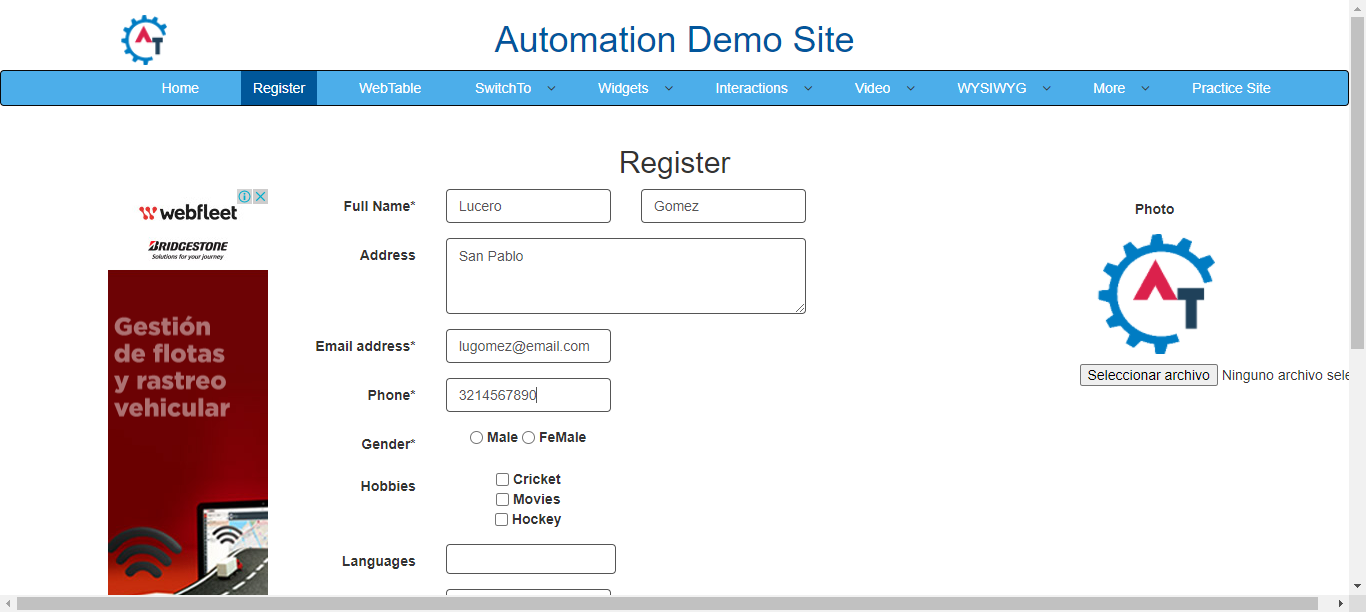 Automation Demo Site
Home Register WebTable SwitchTo Widgets Interactions Video WYSIWYG More Practice Site
Register
webfleet
BRIDGESTONE
Solutions for your journey
Gestión
de flotas
y rastreo
vehicular
Full Name* Lucero Gomez
Address San Pablo
Email address* lugomez@email.com
Phone* 3214567890
Gender* Male FeMale
Hobbies Cricket
Movies
Hockey
Languages
Photo
AT
Seleccionar archivo Ninguno archivo sele